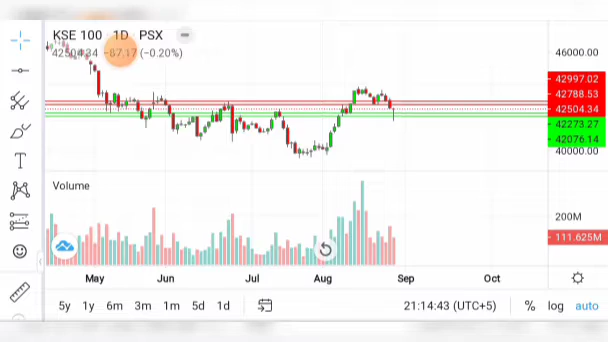 KSE 100 1D PSX
42504.34 −87.17 (−0.20%)
46000.00
42997.02
42788.53
42504.34
42273.27
42076.14
40000.00
Volume
200M
111.625M
May Jun Jul Aug Sep Oct
5y 1y 6m 3m 1m 5d 1d 21:14:43 (UTC+5) % log auto